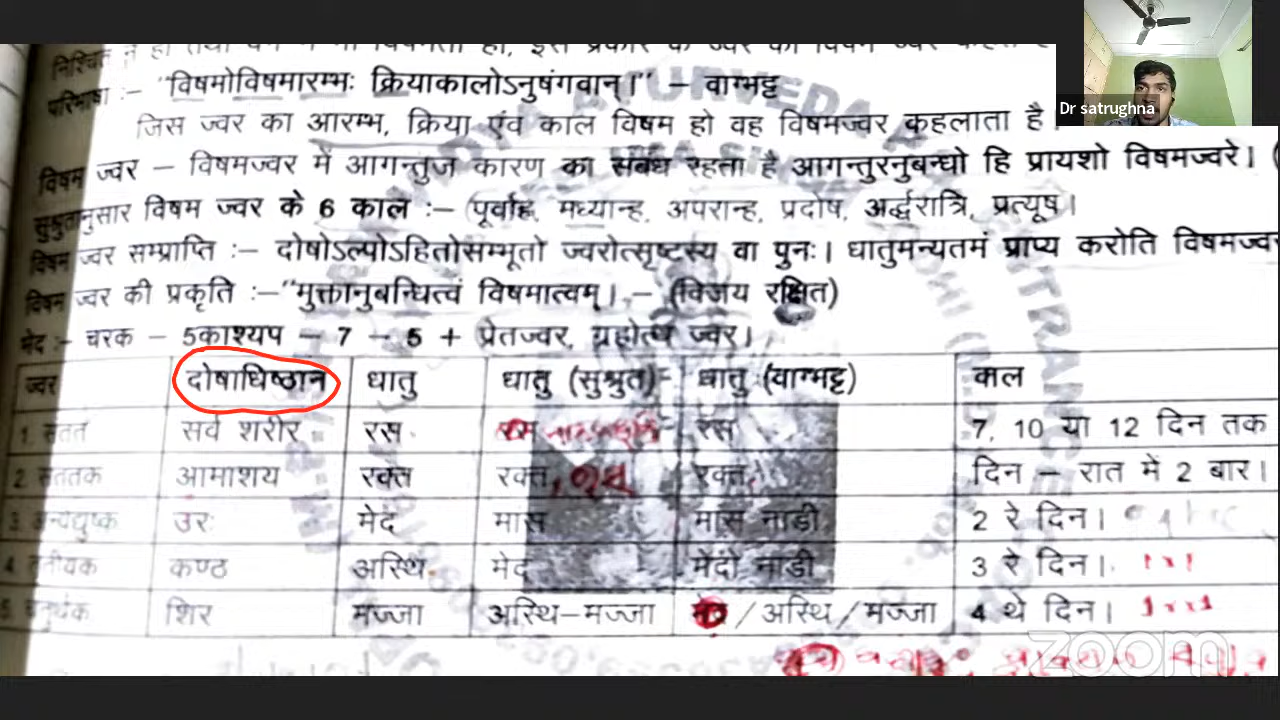 Dr satrughna
परिभाषा :- "विषमोविषमारम्भः क्रियाकालोऽनुषंगवान्।" - वाग्भट्ट
जिस ज्वर का आरम्भ, क्रिया एंव काल विषम हो वह विषमज्वर कहलाता है।
विषम ज्वर - विषमज्वर में आगन्तुज कारण का संबंध रहता है आगन्तुरनुबन्धो हि प्रायशो विषमज्वरे। (
सुश्रुतानुसार विषम ज्वर के 6 काल :- (पूर्वाह्न, मध्यान्ह, अपरान्ह, प्रदोष, अर्द्धरात्रि, प्रत्यूष।
विषम ज्वर सम्प्राप्ति :- दोषोऽल्पोऽहितोसम्भूतो ज्वरोत्सृष्टस्य वा पुनः। धातुमन्यतमं प्राप्य करोति विषमज्व
विषम ज्वर की प्रकृति :-"मुक्तानुबन्धित्वं विषमात्वम्। - (विजय रक्षित)
भेद :- चरक - 5काश्यप - 7 - 5 + प्रेतज्वर, ग्रहोत्थ ज्वर।
ज्वर दोषाधिष्ठान धातु धातु (सुश्रुत) धातु (वाग्भट्ट) काल
1. सतत सर्व शरीर रस रस 7, 10 या 12 दिन तक
2. सततक आमाशय रक्त रक्त, रक्त दिन - रात में 2 बार।
3. अन्यद्युष्क उर: मेद मास मास नाडी 2 रे दिन।
4. तृतीयक कण्ठ अस्थि मेद मेदो नाडी 3 रे दिन। 1x1
5. चतुर्थक शिर मज्जा अस्थि-मज्जा / अस्थि / मज्जा 4 थे दिन। 1xx1
zoom